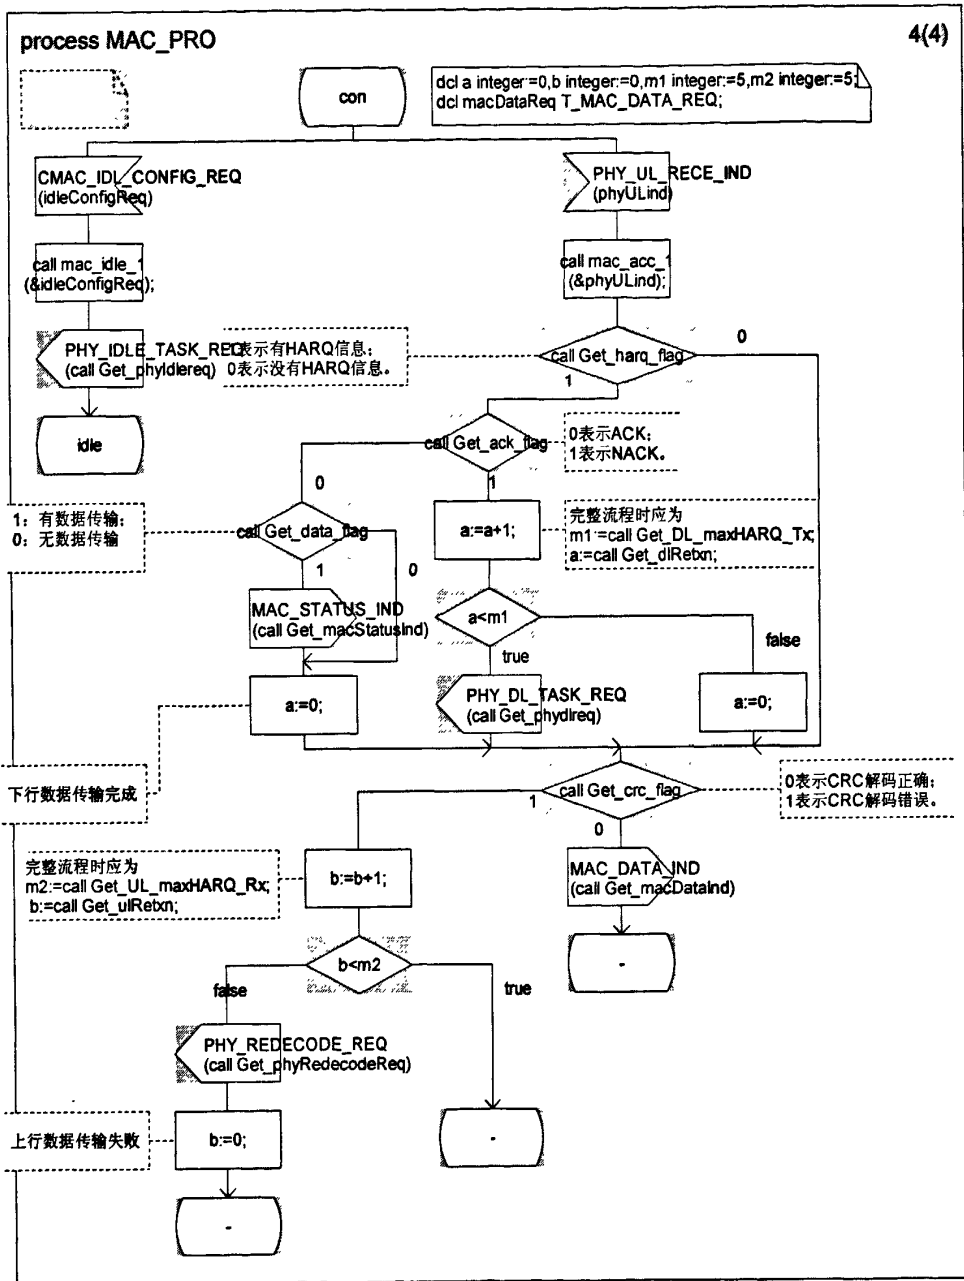 process MAC_PRO
4(4)
con
dcl a integer:=0,b integer:=0,m1 integer:=5,m2 integer:=5;
dcl macDataReq T_MAC_DATA_REQ;
CMAC_IDL_CONFIG_REQ
(idleConfigReq)
PHY_UL_RECE_IND
(phyULind)
call mac_idle_1
(&idleConfigReq);
call mac_acc_1
(&phyULind);
PHY_IDLE_TASK_REQ
(call Get_phyIdlereq)
1表示有HARQ信息；
0表示没有HARQ信息。
call Get_harq_flag
0
1
idle
call Get_ack_flag
0表示ACK；
1表示NACK。
0
1
1：有数据传输；
0：无数据传输
call Get_data_flag
a:=a+1;
完整流程时应为
m1:=call Get_DL_maxHARQ_Tx;
a:=call Get_dlRetxn;
1
0
MAC_STATUS_IND
(call Get_macStatusInd)
a<m1
false
true
a:=0;
PHY_DL_TASK_REQ
(call Get_phydlreq)
a:=0;
下行数据传输完成
call Get_crc_flag
0表示CRC解码正确；
1表示CRC解码错误。
1
0
完整流程时应为
m2:=call Get_UL_maxHARQ_Rx;
b:=call Get_ulRetxn;
b:=b+1;
MAC_DATA_IND
(call Get_macDataInd)
b<m2
-
false
true
PHY_REDECODE_REQ
(call Get_phyRedecodeReq)
上行数据传输失败
b:=0;
-
-